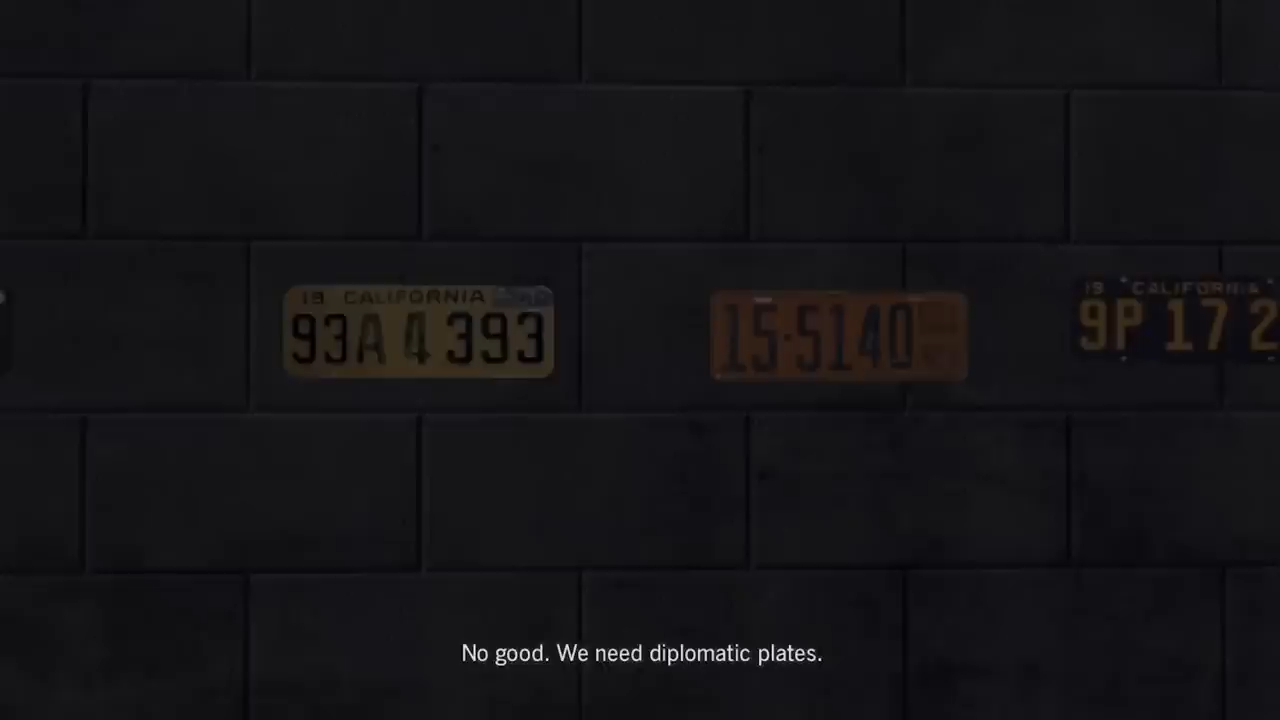 19 CALIFORNIA
93A 4 393
15·5140
19 CALIFORNIA
9P 17 2
No good. We need diplomatic plates.